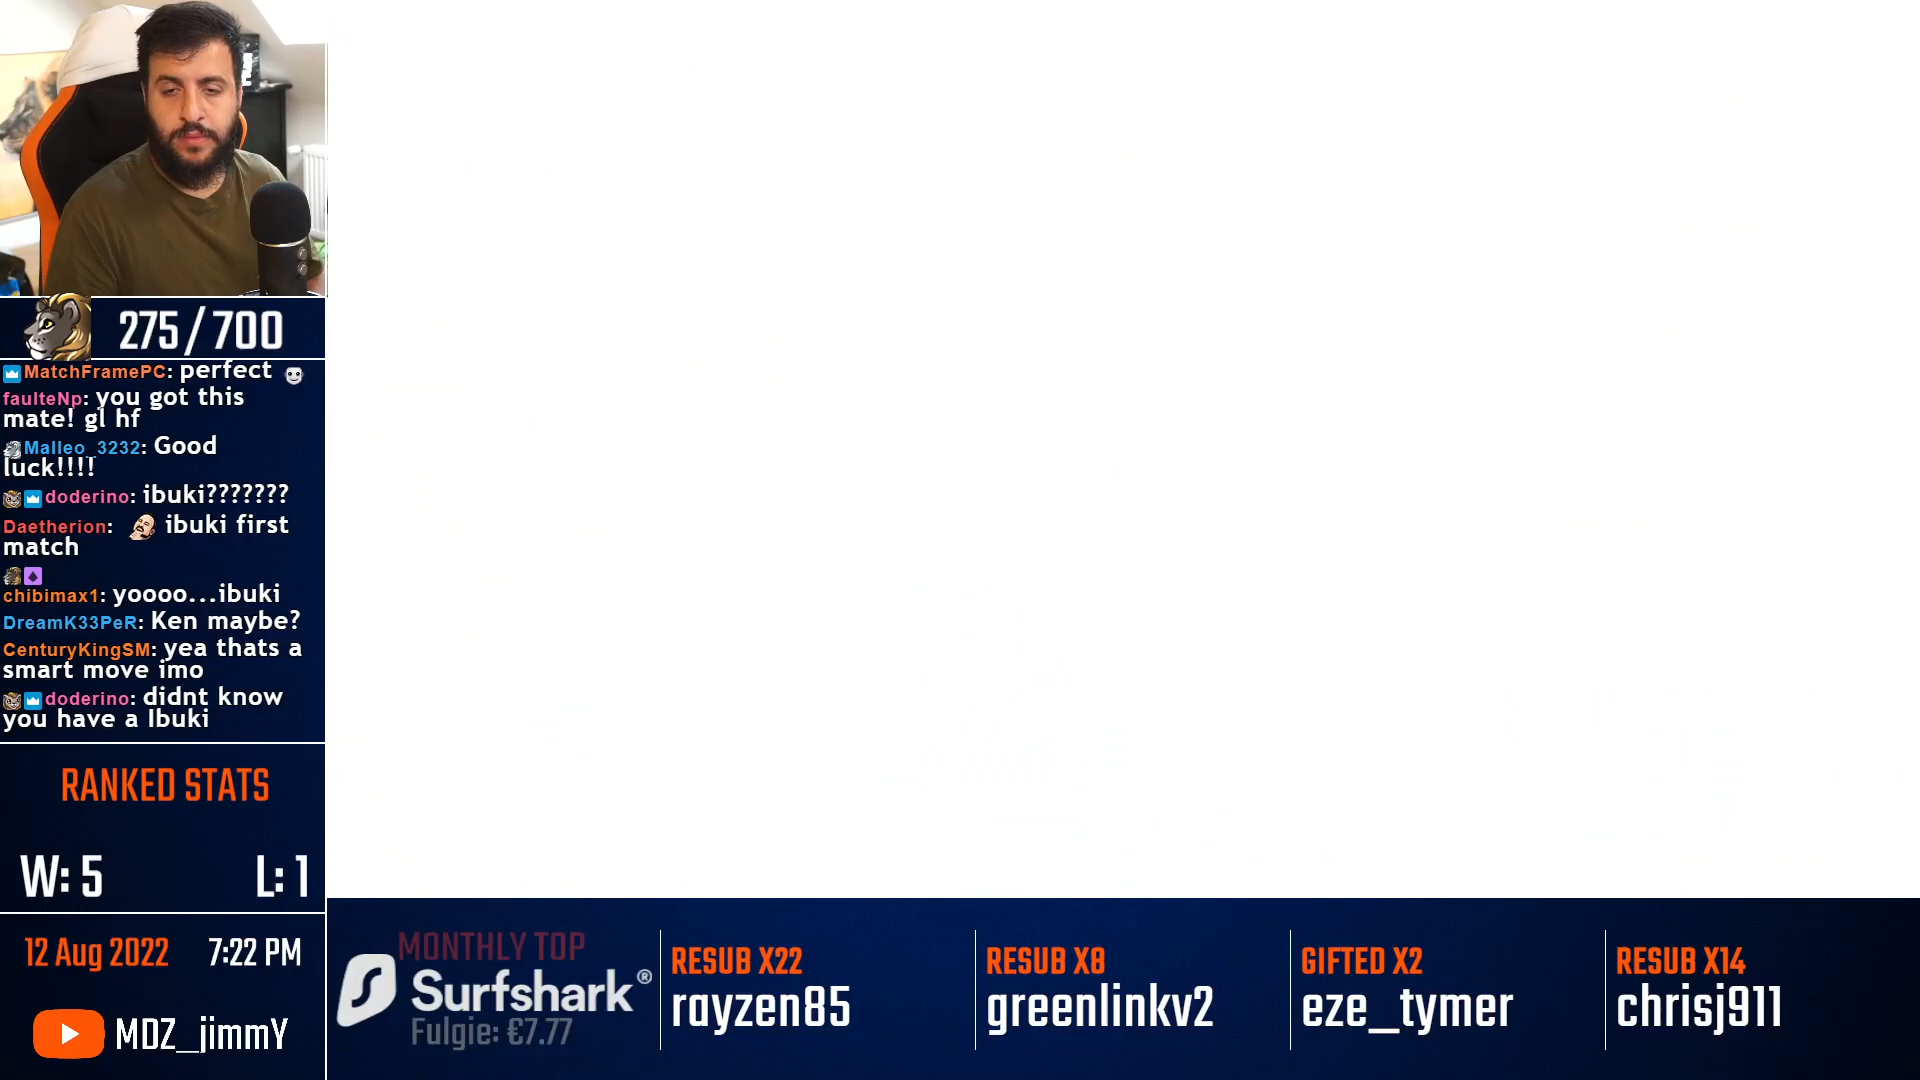 275/700
MatchFramePC: perfect
faulteNp: you got this
mate! gl hf
Malleo_3232: Good
luck!!!!
doderino: ibuki???????
Daetherion: ibuki first
match
chibimax1: yoooo...ibuki
DreamK33PeR: Ken maybe?
CenturyKingSM: yea thats a
smart move imo
doderino: didnt know
you have a Ibuki
RANKED STATS
W: 5 L: 1
12 Aug 2022 7:22 PM
MDZ_jimmY
MONTHLY TOP
Surfshark®
Fulgie: €7.77
RESUB X22
rayzen85
RESUB X8
greenlinkv2
GIFTED X2
eze_tymer
RESUB X14
chrisj911